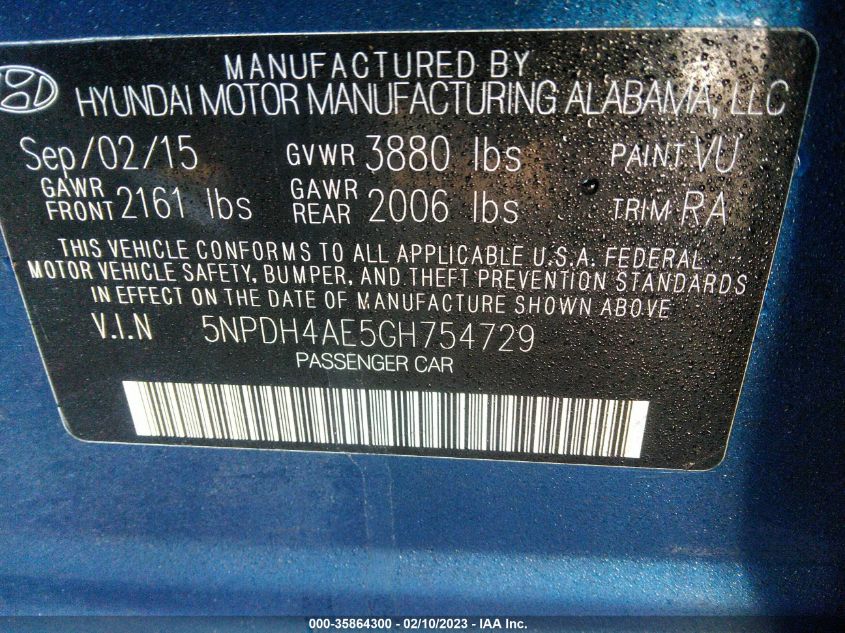 MANUFACTURED BY
HYUNDAI MOTOR MANUFACTURING ALABAMA, LLC
Sep/02/15 GVWR 3880 lbs PAINT VU
GAWR FRONT 2161 lbs GAWR REAR 2006 lbs TRIM RA
THIS VEHICLE CONFORMS TO ALL APPLICABLE U.S.A. FEDERAL
MOTOR VEHICLE SAFETY, BUMPER, AND THEFT PREVENTION STANDARDS
IN EFFECT ON THE DATE OF MANUFACTURE SHOWN ABOVE
V.I.N 5NPDH4AE5GH754729
PASSENGER CAR
000-35864300 - 02/10/2023 - IAA Inc.